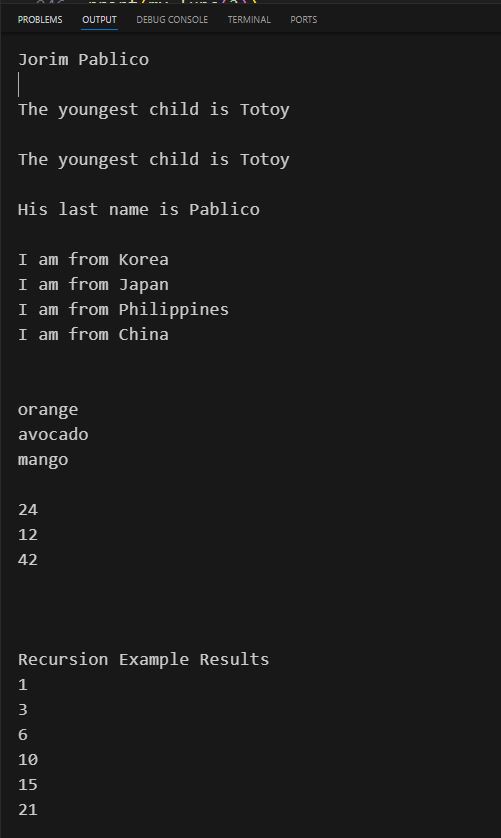 PROBLEMS OUTPUT DEBUG CONSOLE TERMINAL PORTS
Jorim Pablico
The youngest child is Totoy
The youngest child is Totoy
His last name is Pablico
I am from Korea
I am from Japan
I am from Philippines
I am from China
orange
avocado
mango
24
12
42
Recursion Example Results
1
3
6
10
15
21